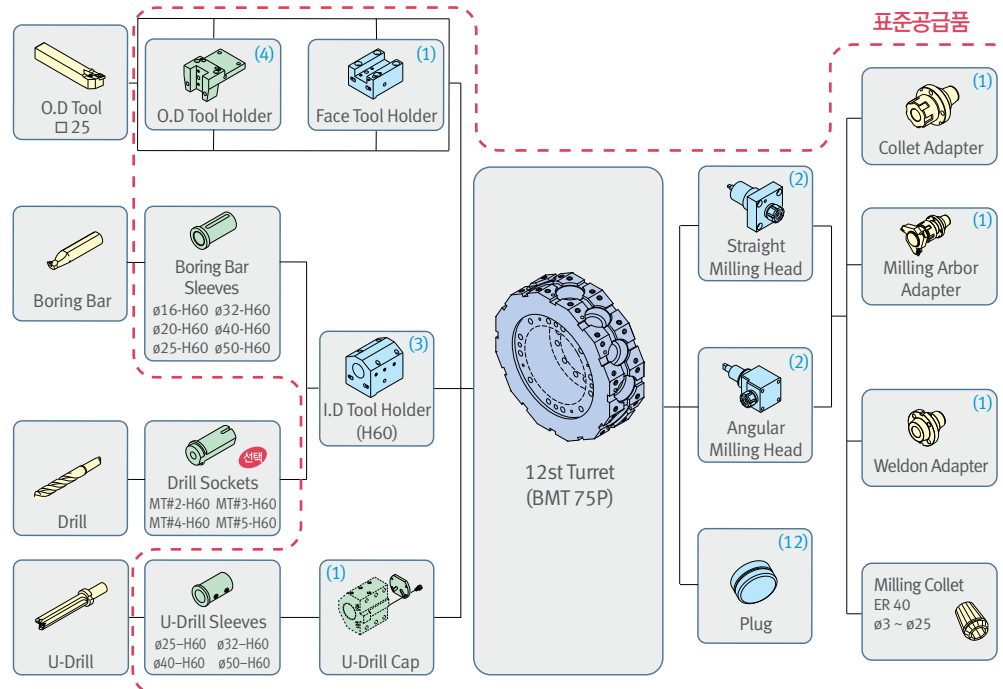 표준공급품
O.D Tool
□ 25
(4)
O.D Tool Holder
(1)
Face Tool Holder
(1)
Collet Adapter
Boring Bar
Boring Bar
Sleeves
ø16-H60 ø32-H60
ø20-H60 ø40-H60
ø25-H60 ø50-H60
(3)
I.D Tool Holder
(H60)
12st Turret
(BMT 75P)
(2)
Straight
Milling Head
(1)
Milling Arbor
Adapter
Drill
선택
Drill Sockets
MT#2-H60 MT#3-H60
MT#4-H60 MT#5-H60
(2)
Angular
Milling Head
(1)
Weldon Adapter
U-Drill
U-Drill Sleeves
ø25–H60 ø32–H60
ø40–H60 ø50–H60
(1)
U-Drill Cap
(12)
Plug
Milling Collet
ER 40
ø3 ~ ø25